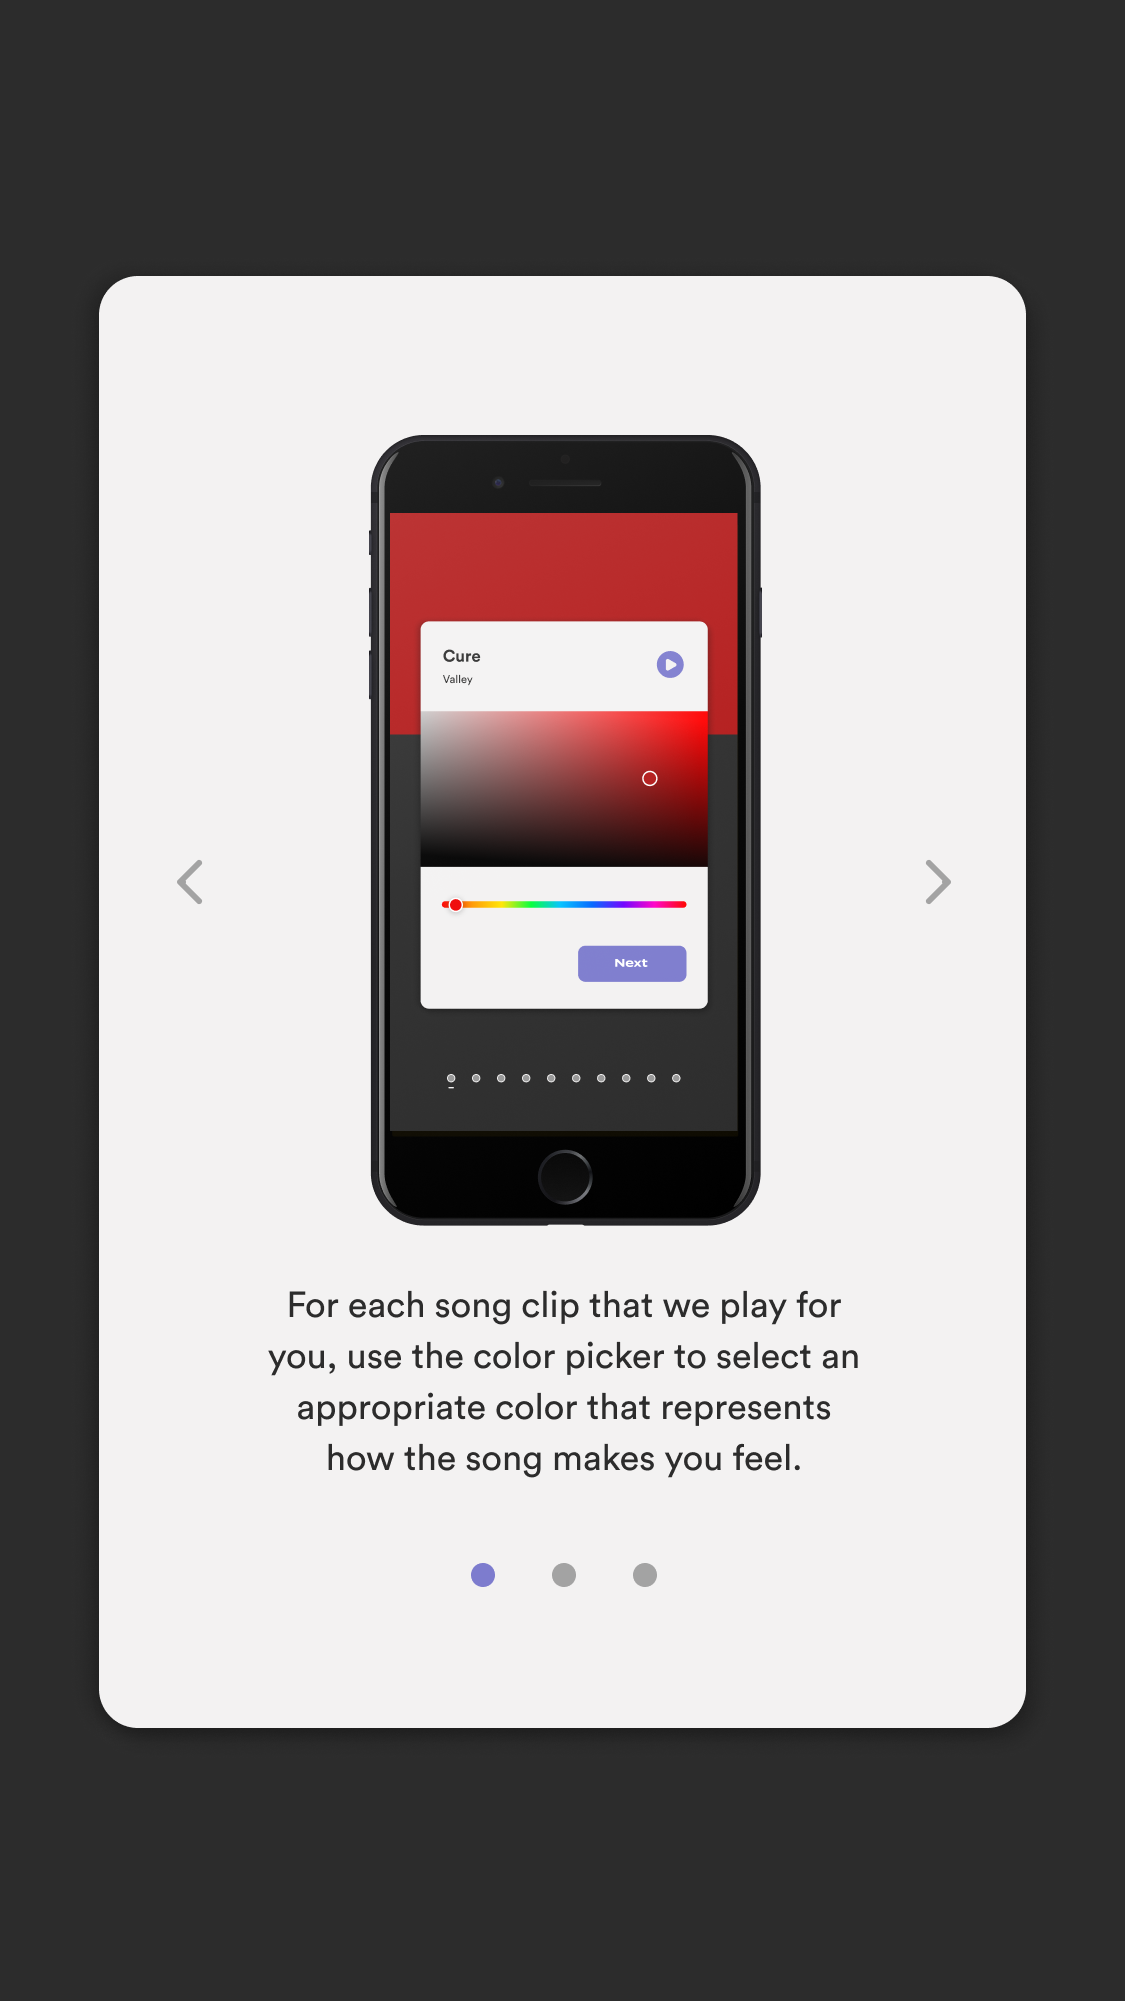 Cure
Valley
Next
For each song clip that we play for
you, use the color picker to select an
appropriate color that represents
how the song makes you feel.